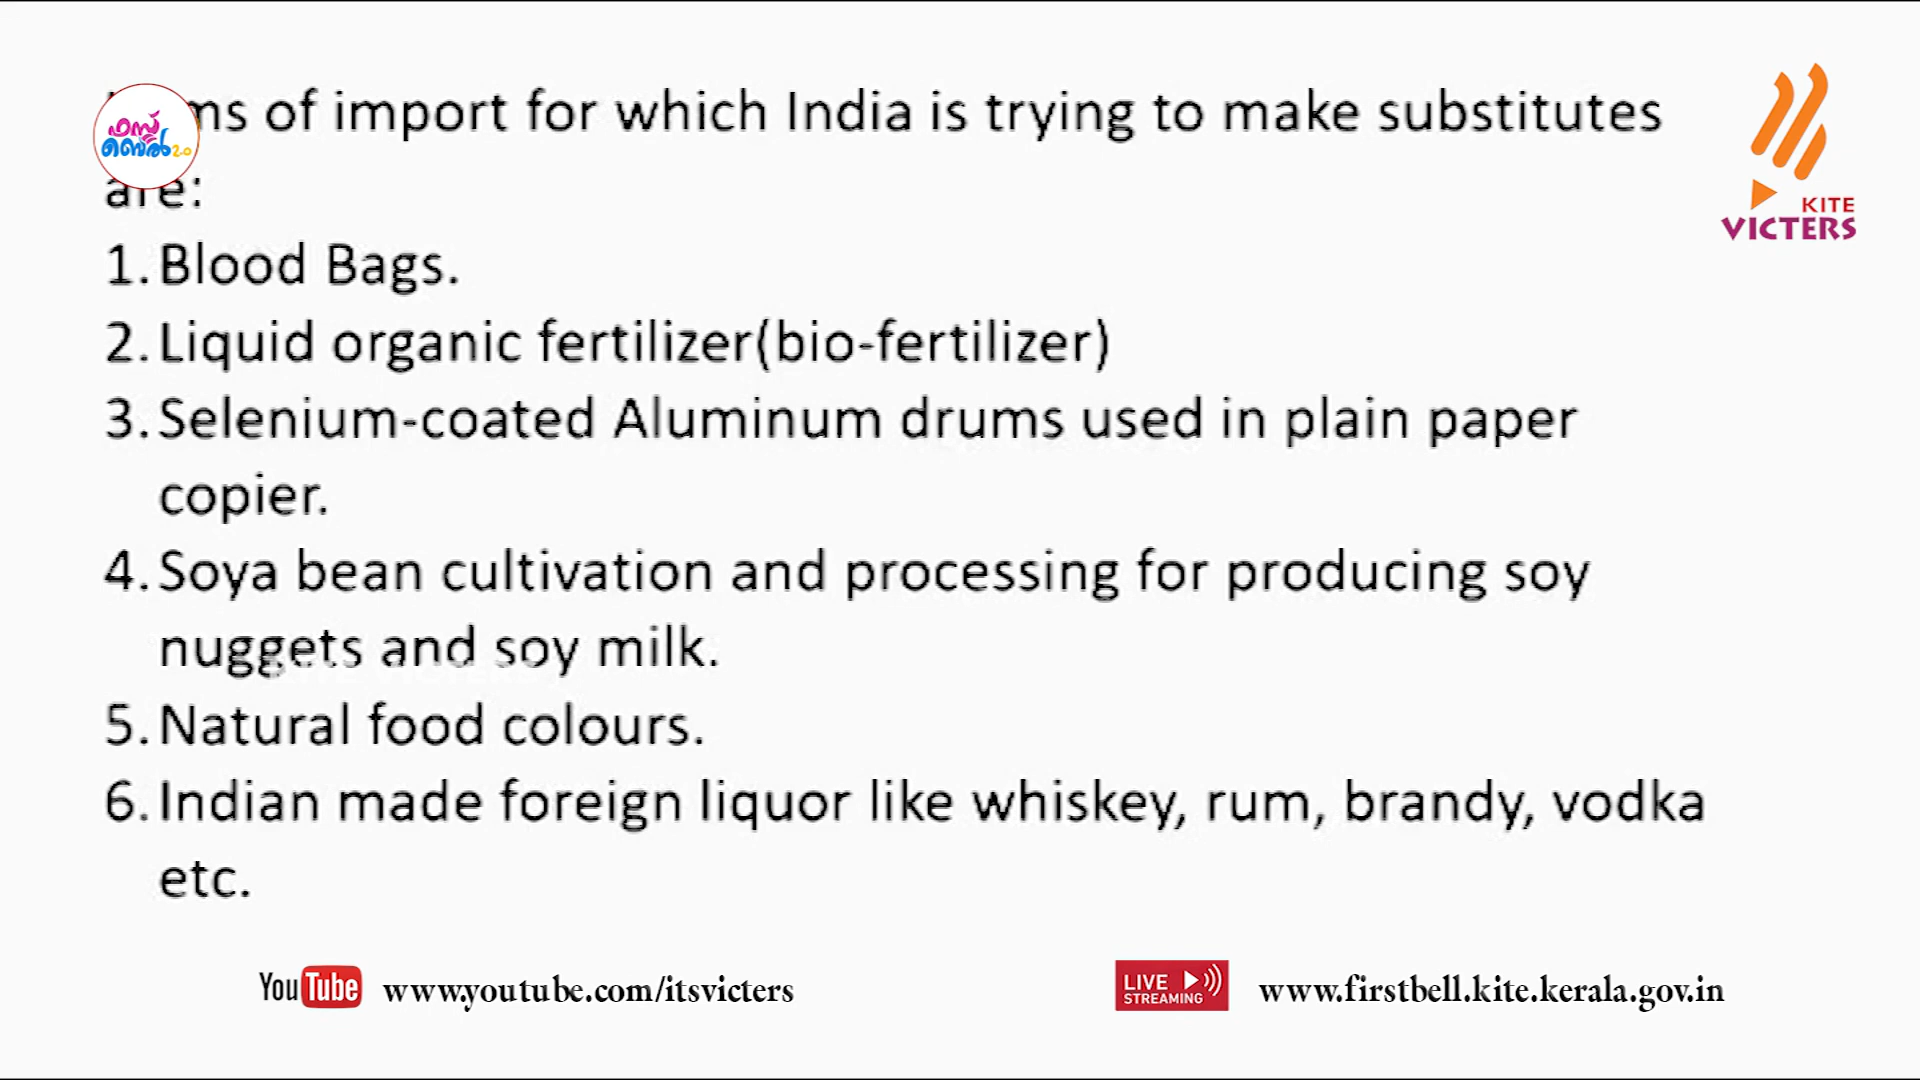 ഫസ്റ്റ്
ബെൽ 2.0
ms of import for which India is trying to make substitutes
are:
1. Blood Bags.
2. Liquid organic fertilizer(bio-fertilizer)
3. Selenium-coated Aluminum drums used in plain paper
copier.
4. Soya bean cultivation and processing for producing soy
nuggets and soy milk.
5. Natural food colours.
6. Indian made foreign liquor like whiskey, rum, brandy, vodka
etc.
KITE
VICTERS
YouTube www.youtube.com/itsvicters
LIVE
STREAMING
www.firstbell.kite.kerala.gov.in